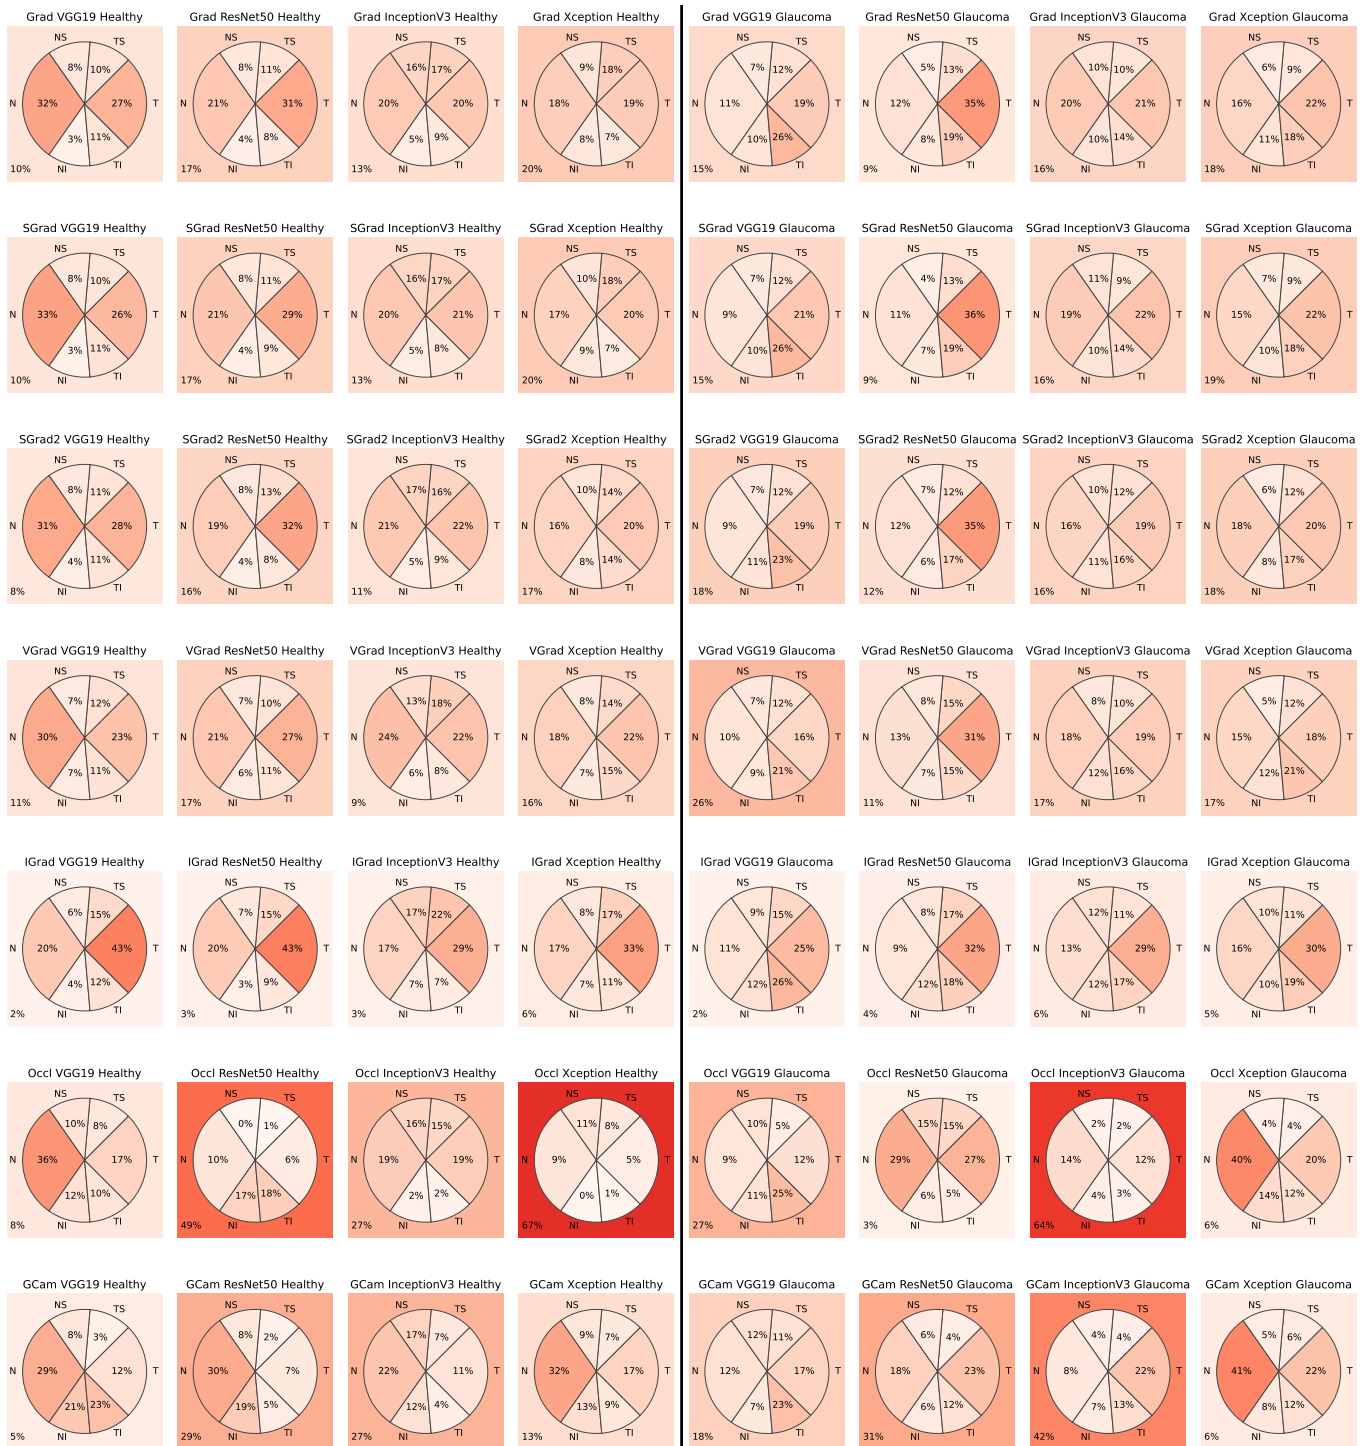 Grad VGG19 Healthy Grad ResNet50 Healthy Grad InceptionV3 Healthy Grad Xception Healthy Grad VGG19 Glaucoma Grad ResNet50 Glaucoma Grad InceptionV3 Glaucoma Grad Xception Glaucoma
NS NS NS NS NS NS NS NS
TS TS TS TS TS TS TS TS
8% 10% 8% 11% 16% 17% 9% 18% 7% 12% 5% 13% 10% 10% 6% 9%
N 32% 27% T N 21% 31% T N 20% 20% T N 18% 19% T N 11% 19% T N 12% 35% T N 20% 21% T N 16% 22% T
3% 11% 4% 8% 5% 9% 8% 7% 10% 26% 8% 19% 10% 14% 11% 18%
10% NI TI 17% NI TI 13% NI TI 20% NI TI 15% NI TI 9% NI TI 16% NI TI 18% NI TI
SGrad VGG19 Healthy SGrad ResNet50 Healthy SGrad InceptionV3 Healthy SGrad Xception Healthy SGrad VGG19 Glaucoma SGrad ResNet50 Glaucoma SGrad InceptionV3 Glaucoma SGrad Xception Glaucoma
NS NS NS NS NS NS NS NS
TS TS TS TS TS TS TS TS
8% 10% 8% 11% 16% 17% 10% 18% 7% 12% 4% 13% 11% 9% 7% 9%
N 33% 26% T N 21% 29% T N 20% 21% T N 17% 20% T N 9% 21% T N 11% 36% T N 19% 22% T N 15% 22% T
3% 11% 4% 9% 5% 8% 9% 7% 10% 26% 7% 19% 10% 14% 10% 18%
10% NI TI 17% NI TI 13% NI TI 20% NI TI 15% NI TI 9% NI TI 16% NI TI 19% NI TI
SGrad2 VGG19 Healthy SGrad2 ResNet50 Healthy SGrad2 InceptionV3 Healthy SGrad2 Xception Healthy SGrad2 VGG19 Glaucoma SGrad2 ResNet50 Glaucoma SGrad2 InceptionV3 Glaucoma SGrad2 Xception Glaucoma
NS NS NS NS NS NS NS NS
TS TS TS TS TS TS TS TS
8% 11% 8% 13% 17% 16% 10% 14% 7% 12% 7% 12% 10% 12% 6% 12%
N 31% 28% T N 19% 32% T N 21% 22% T N 16% 20% T N 9% 19% T N 12% 35% T N 16% 19% T N 18% 20% T
4% 11% 4% 8% 5% 9% 8% 14% 11% 23% 6% 17% 11% 16% 8% 17%
8% NI TI 16% NI TI 11% NI TI 17% NI TI 18% NI TI 12% NI TI 16% NI TI 18% NI TI
VGrad VGG19 Healthy VGrad ResNet50 Healthy VGrad InceptionV3 Healthy VGrad Xception Healthy VGrad VGG19 Glaucoma VGrad ResNet50 Glaucoma VGrad InceptionV3 Glaucoma VGrad Xception Glaucoma
NS NS NS NS NS NS NS NS
TS TS TS TS TS TS TS TS
7% 12% 7% 10% 13% 18% 8% 14% 7% 12% 8% 15% 8% 10% 5% 12%
N 30% 23% T N 21% 27% T N 24% 22% T N 18% 22% T N 10% 16% T N 13% 31% T N 18% 19% T N 15% 18% T
7% 11% 6% 11% 6% 8% 7% 15% 9% 21% 7% 15% 12% 16% 12% 21%
11% NI TI 17% NI TI 9% NI TI 16% NI TI 26% NI TI 11% NI TI 17% NI TI 17% NI TI
IGrad VGG19 Healthy IGrad ResNet50 Healthy IGrad InceptionV3 Healthy IGrad Xception Healthy IGrad VGG19 Glaucoma IGrad ResNet50 Glaucoma IGrad InceptionV3 Glaucoma IGrad Xception Glaucoma
NS NS NS NS NS NS NS NS
TS TS TS TS TS TS TS TS
6% 15% 7% 15% 17% 22% 8% 17% 9% 15% 8% 17% 12% 11% 10% 11%
N 20% 43% T N 20% 43% T N 17% 29% T N 17% 33% T N 11% 25% T N 9% 32% T N 13% 29% T N 16% 30% T
4% 12% 3% 9% 7% 7% 7% 11% 12% 26% 12% 18% 12% 17% 10% 19%
2% NI TI 3% NI TI 3% NI TI 6% NI TI 2% NI TI 4% NI TI 6% NI TI 5% NI TI
Occl VGG19 Healthy Occl ResNet50 Healthy Occl InceptionV3 Healthy Occl Xception Healthy Occl VGG19 Glaucoma Occl ResNet50 Glaucoma Occl InceptionV3 Glaucoma Occl Xception Glaucoma
NS NS NS NS NS NS NS NS
TS TS TS TS TS TS TS TS
10% 8% 0% 1% 16% 15% 11% 8% 10% 5% 15% 15% 2% 2% 4% 4%
N 36% 17% T N 10% 6% T N 19% 19% T N 9% 5% T N 9% 12% T N 29% 27% T N 14% 12% T N 40% 20% T
12% 10% 17% 18% 2% 2% 0% 1% 11% 25% 6% 5% 4% 3% 14% 12%
8% NI TI 49% NI TI 27% NI TI 67% NI TI 27% NI TI 3% NI TI 64% NI TI 6% NI TI
GCam VGG19 Healthy GCam ResNet50 Healthy GCam InceptionV3 Healthy GCam Xception Healthy GCam VGG19 Glaucoma GCam ResNet50 Glaucoma GCam InceptionV3 Glaucoma GCam Xception Glaucoma
NS NS NS NS NS NS NS NS
TS TS TS TS TS TS TS TS
8% 3% 8% 2% 17% 7% 9% 7% 12% 11% 6% 4% 4% 4% 5% 6%
N 29% 12% T N 30% 7% T N 22% 11% T N 32% 17% T N 12% 17% T N 18% 23% T N 8% 22% T N 41% 22% T
21% 23% 19% 5% 12% 4% 13% 9% 7% 23% 6% 12% 7% 13% 8% 12%
5% NI TI 29% NI TI 27% NI TI 13% NI TI 18% NI TI 31% NI TI 42% NI TI 6% NI TI